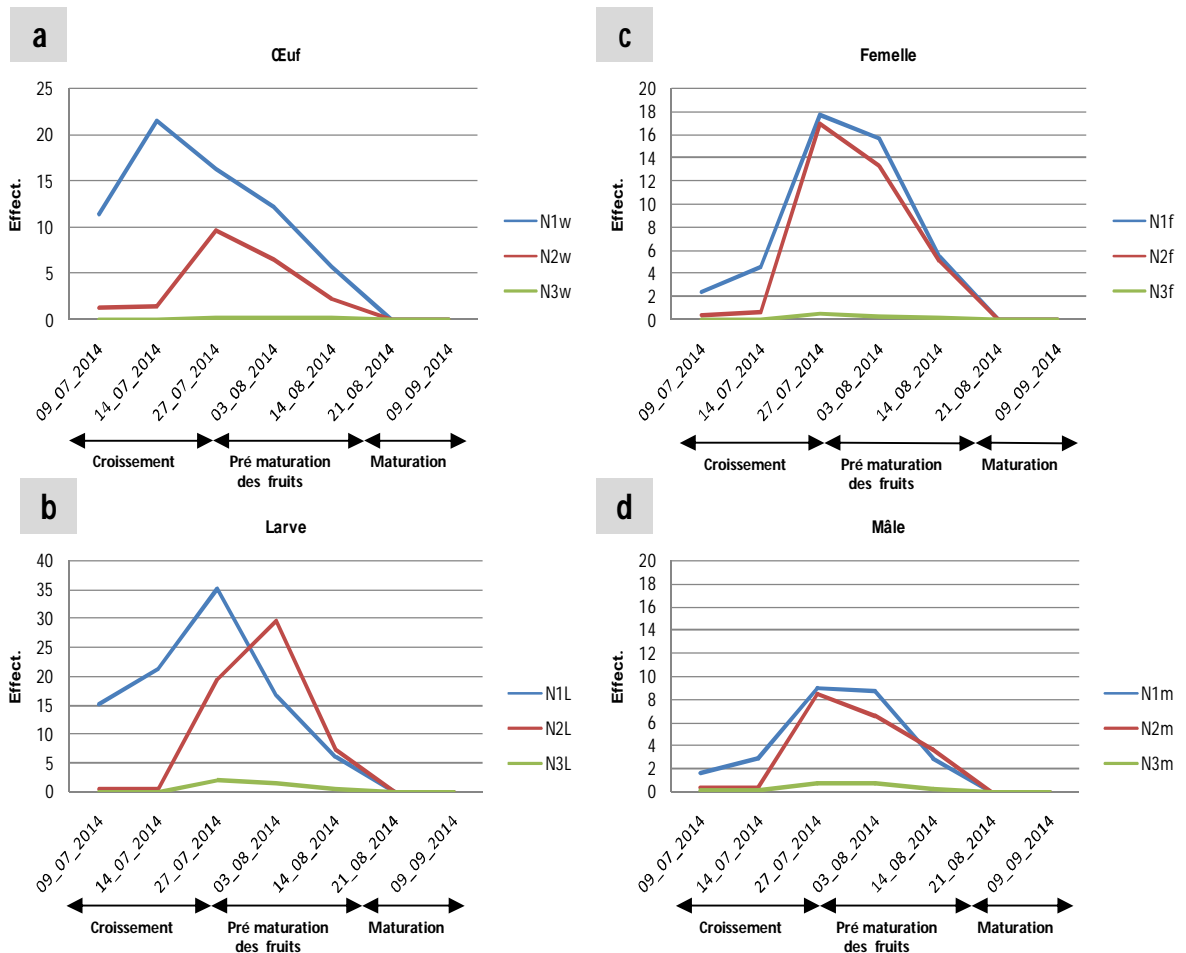 a
Œuf
25
20
15
10
5
0
Effect.
N1w
N2w
N3w
09_07_2014
14_07_2014
27_07_2014
03_08_2014
14_08_2014
21_08_2014
09_09_2014
Croissement
Pré maturation
des fruits
Maturation
c
Femelle
20
18
16
14
12
10
8
6
4
2
0
Effect.
N1f
N2f
N3f
09_07_2014
14_07_2014
27_07_2014
03_08_2014
14_08_2014
21_08_2014
09_09_2014
Croissement
Pré maturation
des fruits
Maturation
b
Larve
40
35
30
25
20
15
10
5
0
Effect.
N1L
N2L
N3L
09_07_2014
14_07_2014
27_07_2014
03_08_2014
14_08_2014
21_08_2014
09_09_2014
Croissement
Pré maturation
des fruits
Maturation
d
Mâle
20
18
16
14
12
10
8
6
4
2
0
Effect.
N1m
N2m
N3m
09_07_2014
14_07_2014
27_07_2014
03_08_2014
14_08_2014
21_08_2014
09_09_2014
Croissement
Pré maturation
des fruits
Maturation